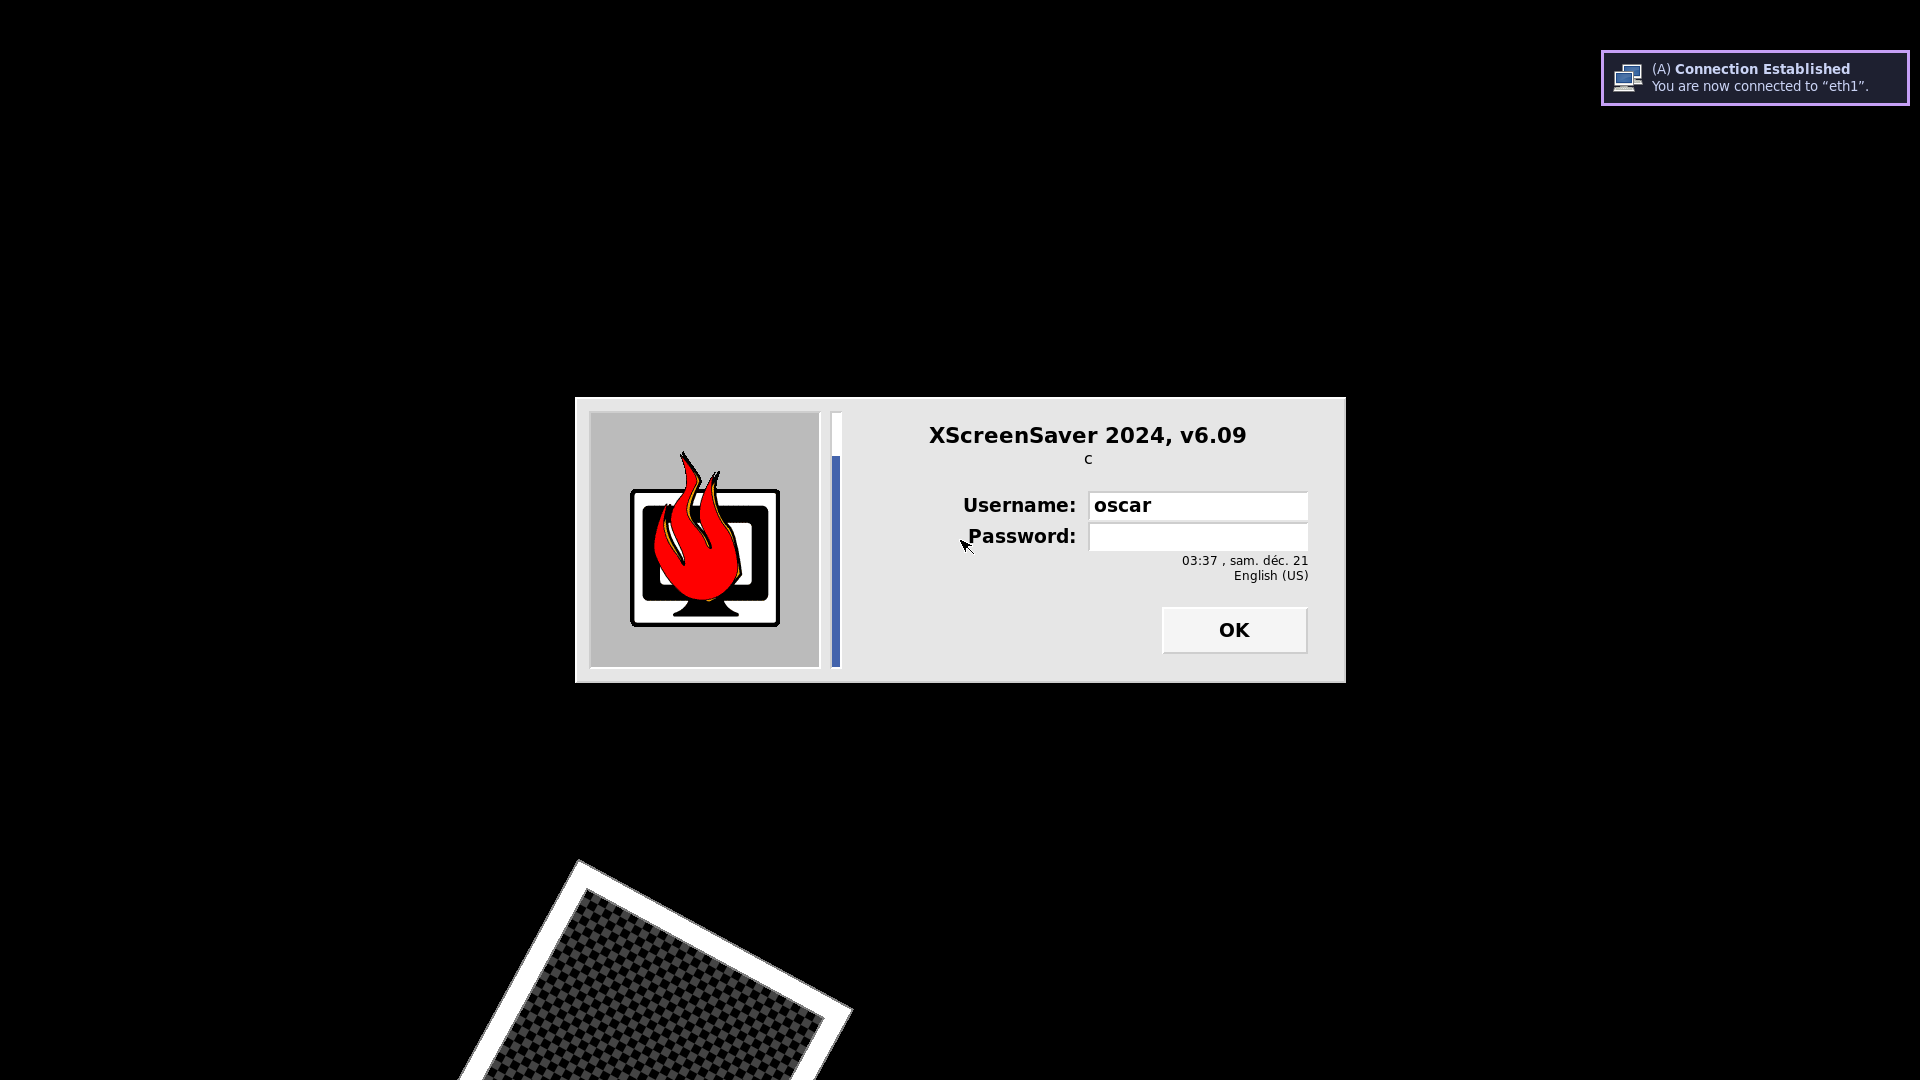 (A) Connection Established
You are now connected to “eth1”.
XScreenSaver 2024, v6.09
c
Username: oscar
Password:
03:37 , sam. déc. 21
English (US)
OK